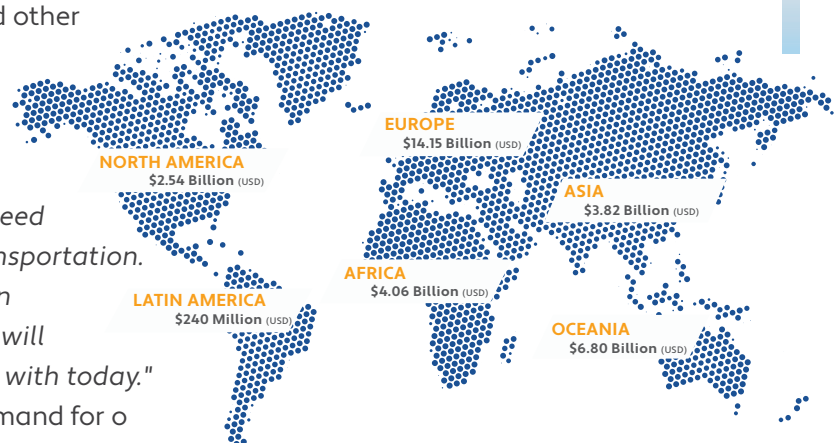 d other
EUROPE
$14.15 Billion (USD)
NORTH AMERICA
$2.54 Billion (USD)
ASIA
$3.82 Billion (USD)
eed
nsportation.
AFRICA
$4.06 Billion (USD)
n
LATIN AMERICA
$240 Million (USD)
will
OCEANIA
$6.80 Billion (USD)
with today."
mand for o